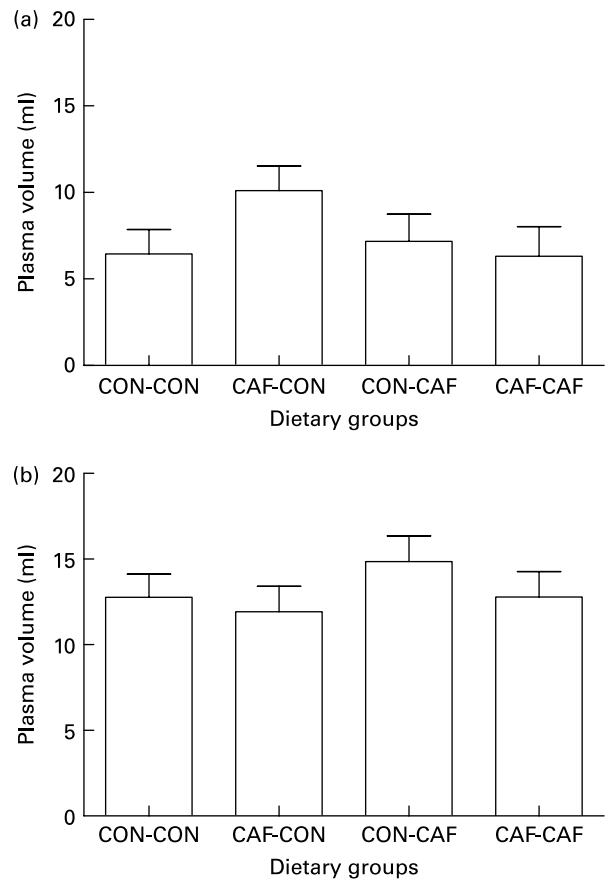 (a)
20
15
10
5
0
Plasma volume (ml)
CON-CON CAF-CON CON-CAF CAF-CAF
Dietary groups
(b)
20
15
10
5
0
Plasma volume (ml)
CON-CON CAF-CON CON-CAF CAF-CAF
Dietary groups